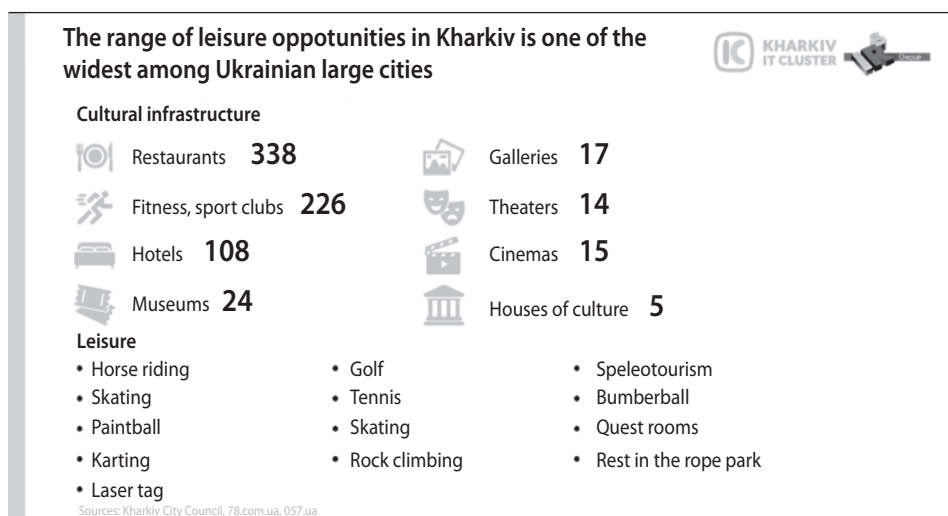 The range of leisure oppotunities in Kharkiv is one of the
widest among Ukrainian large cities
KHARKIV
IT CLUSTER
GROUP
Cultural infrastructure
Restaurants 338
Galleries 17
Fitness, sport clubs 226
Theaters 14
Hotels 108
Cinemas 15
Museums 24
Houses of culture 5
Leisure
• Horse riding
• Golf
• Speleotourism
• Skating
• Tennis
• Bumberball
• Paintball
• Skating
• Quest rooms
• Karting
• Rock climbing
• Rest in the rope park
• Laser tag
Sources: Kharkiv City Council, 78.com.ua, 057.ua